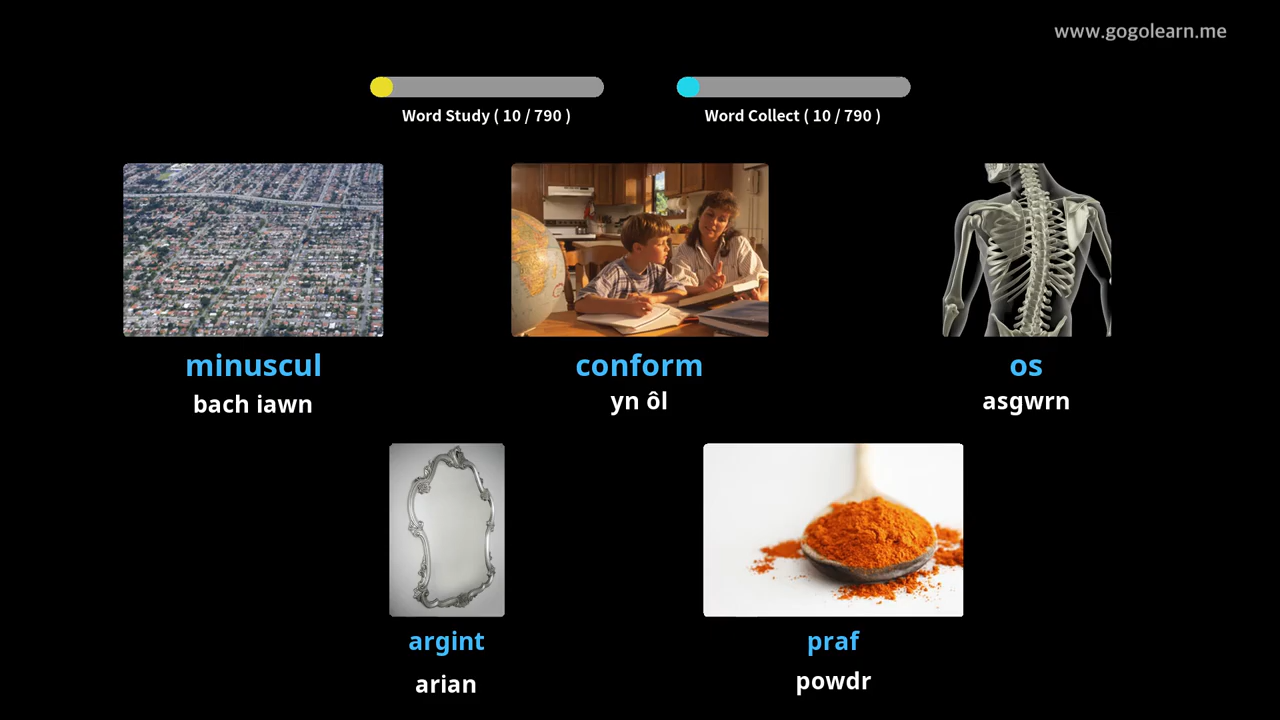 www.gogolearn.me
Word Study ( 10 / 790 )
Word Collect ( 10 / 790 )
minuscul
bach iawn
conform
yn ôl
os
asgwrn
argint
arian
praf
powdr